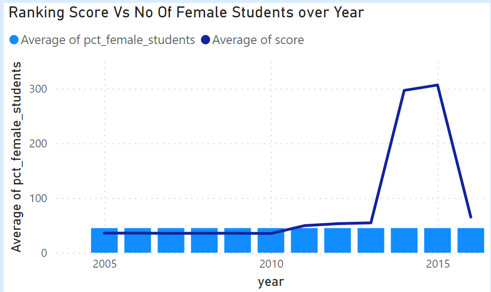 Ranking Score Vs No Of Female Students over Year
Average of pct_female_students Average of score
Average of pct_female_students
300
200
100
0
2005 2010 2015
year